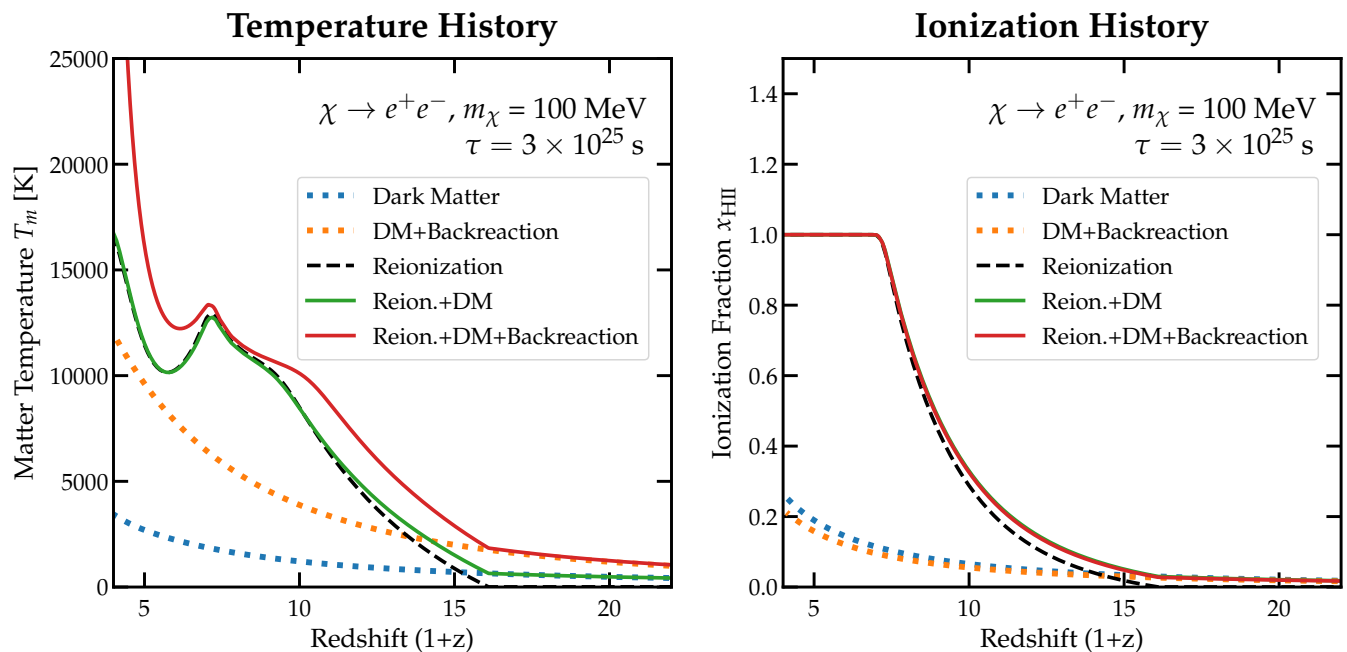 Temperature History
25000
20000
15000
10000
5000
0
Matter Temperature Tₘ [K]
χ → e⁺e⁻, m_χ = 100 MeV
τ = 3 × 10²⁵ s
Dark Matter
DM+Backreaction
Reionization
Reion.+DM
Reion.+DM+Backreaction
5 10 15 20
Redshift (1+z)
Ionization History
1.4
1.2
1.0
0.8
0.6
0.4
0.2
0.0
Ionization Fraction x_HII
χ → e⁺e⁻, m_χ = 100 MeV
τ = 3 × 10²⁵ s
Dark Matter
DM+Backreaction
Reionization
Reion.+DM
Reion.+DM+Backreaction
5 10 15 20
Redshift (1+z)